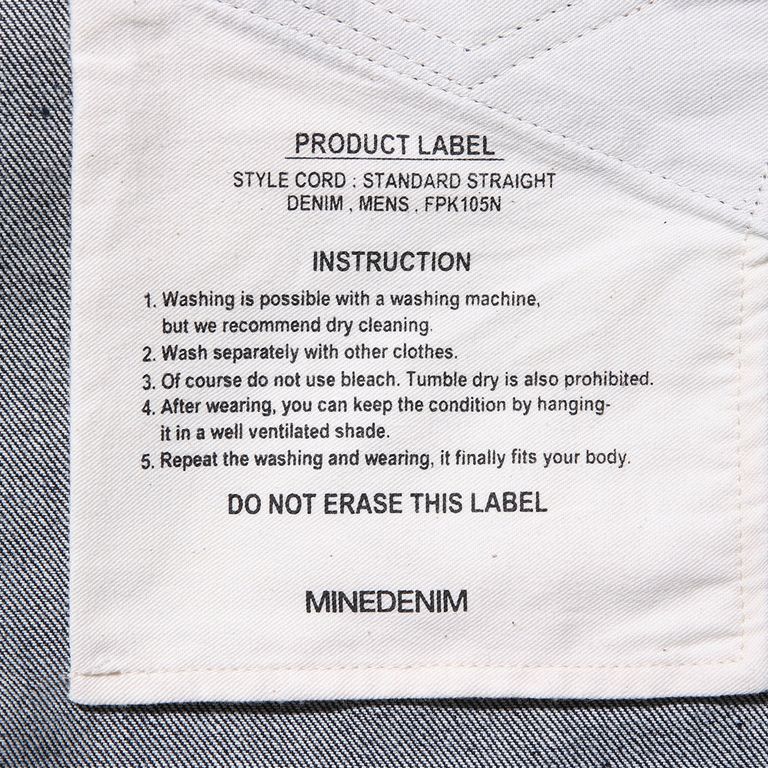 PRODUCT LABEL
STYLE CORD : STANDARD STRAIGHT
DENIM , MENS , FPK105N
INSTRUCTION
1. Washing is possible with a washing machine,
but we recommend dry cleaning.
2. Wash separately with other clothes.
3. Of course do not use bleach. Tumble dry is also prohibited.
4. After wearing, you can keep the condition by hanging-
it in a well ventilated shade.
5. Repeat the washing and wearing, it finally fits your body.
DO NOT ERASE THIS LABEL
MINEDENIM